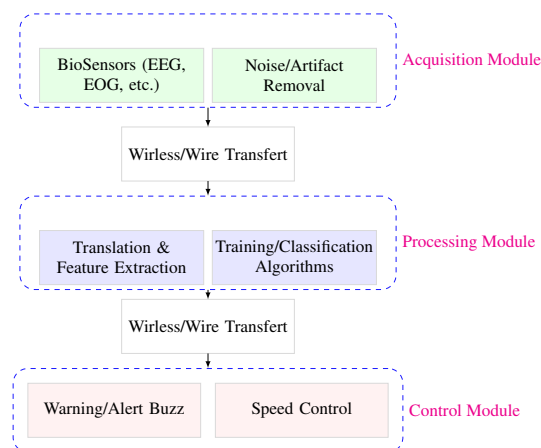 BioSensors (EEG,
EOG, etc.)
Noise/Artifact
Removal
Acquisition Module
Wirless/Wire Transfert
Translation &
Feature Extraction
Training/Classification
Algorithms
Processing Module
Wirless/Wire Transfert
Warning/Alert Buzz
Speed Control
Control Module